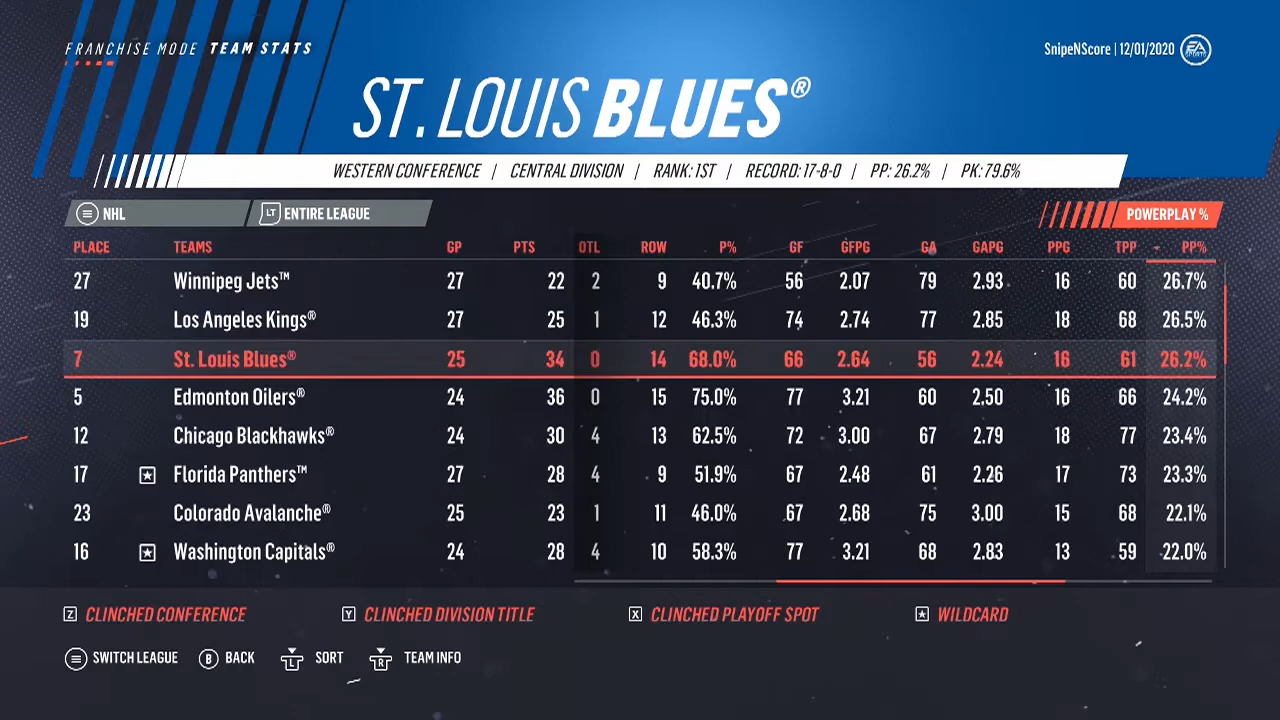 FRANCHISE MODE TEAM STATS
SnipeNScore | 12/01/2020 EA SPORTS
ST. LOUIS BLUES®
WESTERN CONFERENCE / CENTRAL DIVISION / RANK: 1ST / RECORD: 17-8-0 / PP: 26.2% / PK: 79.6%
NHL LT ENTIRE LEAGUE POWERPLAY %
PLACE TEAMS GP PTS OTL ROW P% GF GFPG GA GAPG PPG TPP PP%
27 Winnipeg Jets™ 27 22 2 9 40.7% 56 2.07 79 2.93 16 60 26.7%
19 Los Angeles Kings® 27 25 1 12 46.3% 74 2.74 77 2.85 18 68 26.5%
7 St. Louis Blues® 25 34 0 14 68.0% 66 2.64 56 2.24 16 61 26.2%
5 Edmonton Oilers® 24 36 0 15 75.0% 77 3.21 60 2.50 16 66 24.2%
12 Chicago Blackhawks® 24 30 4 13 62.5% 72 3.00 67 2.79 18 77 23.4%
17 Florida Panthers™ 27 28 4 9 51.9% 67 2.48 61 2.26 17 73 23.3%
23 Colorado Avalanche® 25 23 1 11 46.0% 67 2.68 75 3.00 15 68 22.1%
16 Washington Capitals® 24 28 4 10 58.3% 77 3.21 68 2.83 13 59 22.0%
Z CLINCHED CONFERENCE Y CLINCHED DIVISION TITLE X CLINCHED PLAYOFF SPOT WILDCARD
SWITCH LEAGUE B BACK L SORT R TEAM INFO